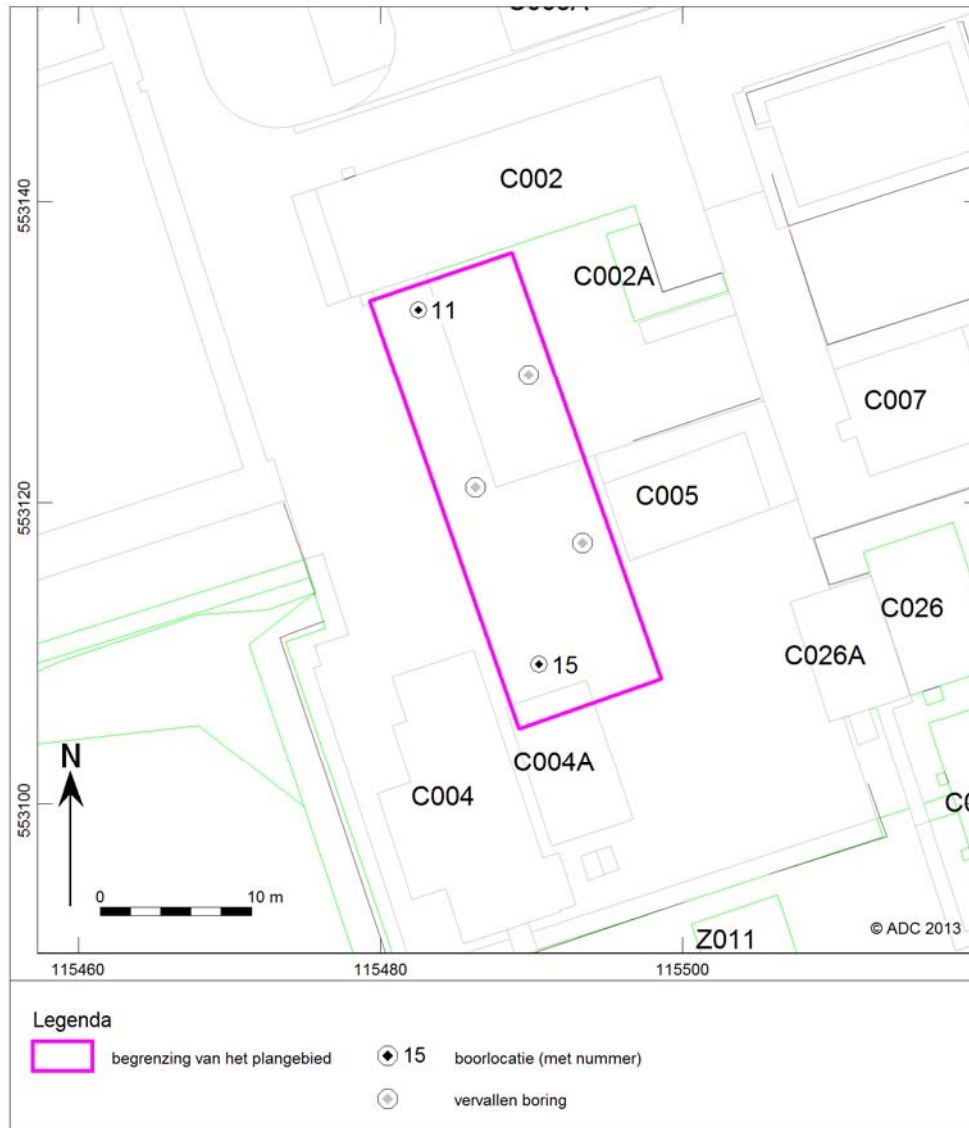 C002
553140
C002A
11
C007
C005
553120
C026
C026A
15
N
C004A
C004
553100
0 10 m
Z011
© ADC 2013
115460 115480 115500
Legenda
begrenzing van het plangebied
15 boorlocatie (met nummer)
vervallen boring